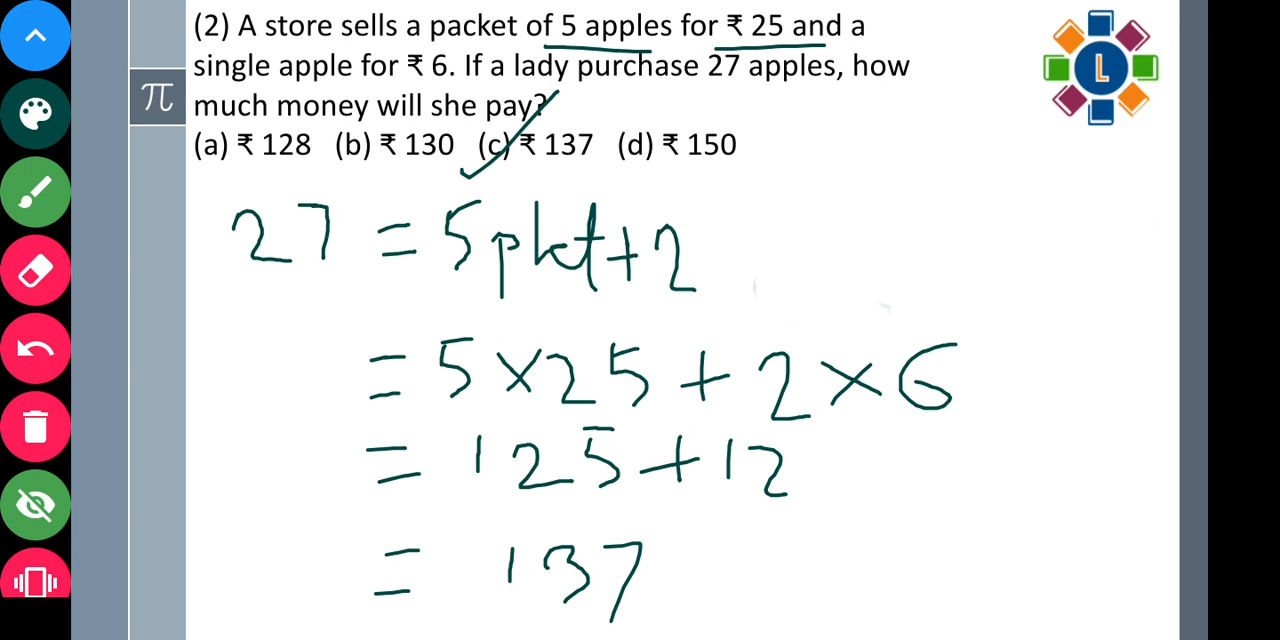 (2) A store sells a packet of 5 apples for ₹ 25 and a
single apple for ₹ 6. If a lady purchase 27 apples, how
much money will she pay?
(a) ₹ 128 (b) ₹ 130 (c) ₹ 137 (d) ₹ 150
π
L
27 = 5 pkt + 2
= 5 × 25 + 2 × 6
= 125 + 12
= 137